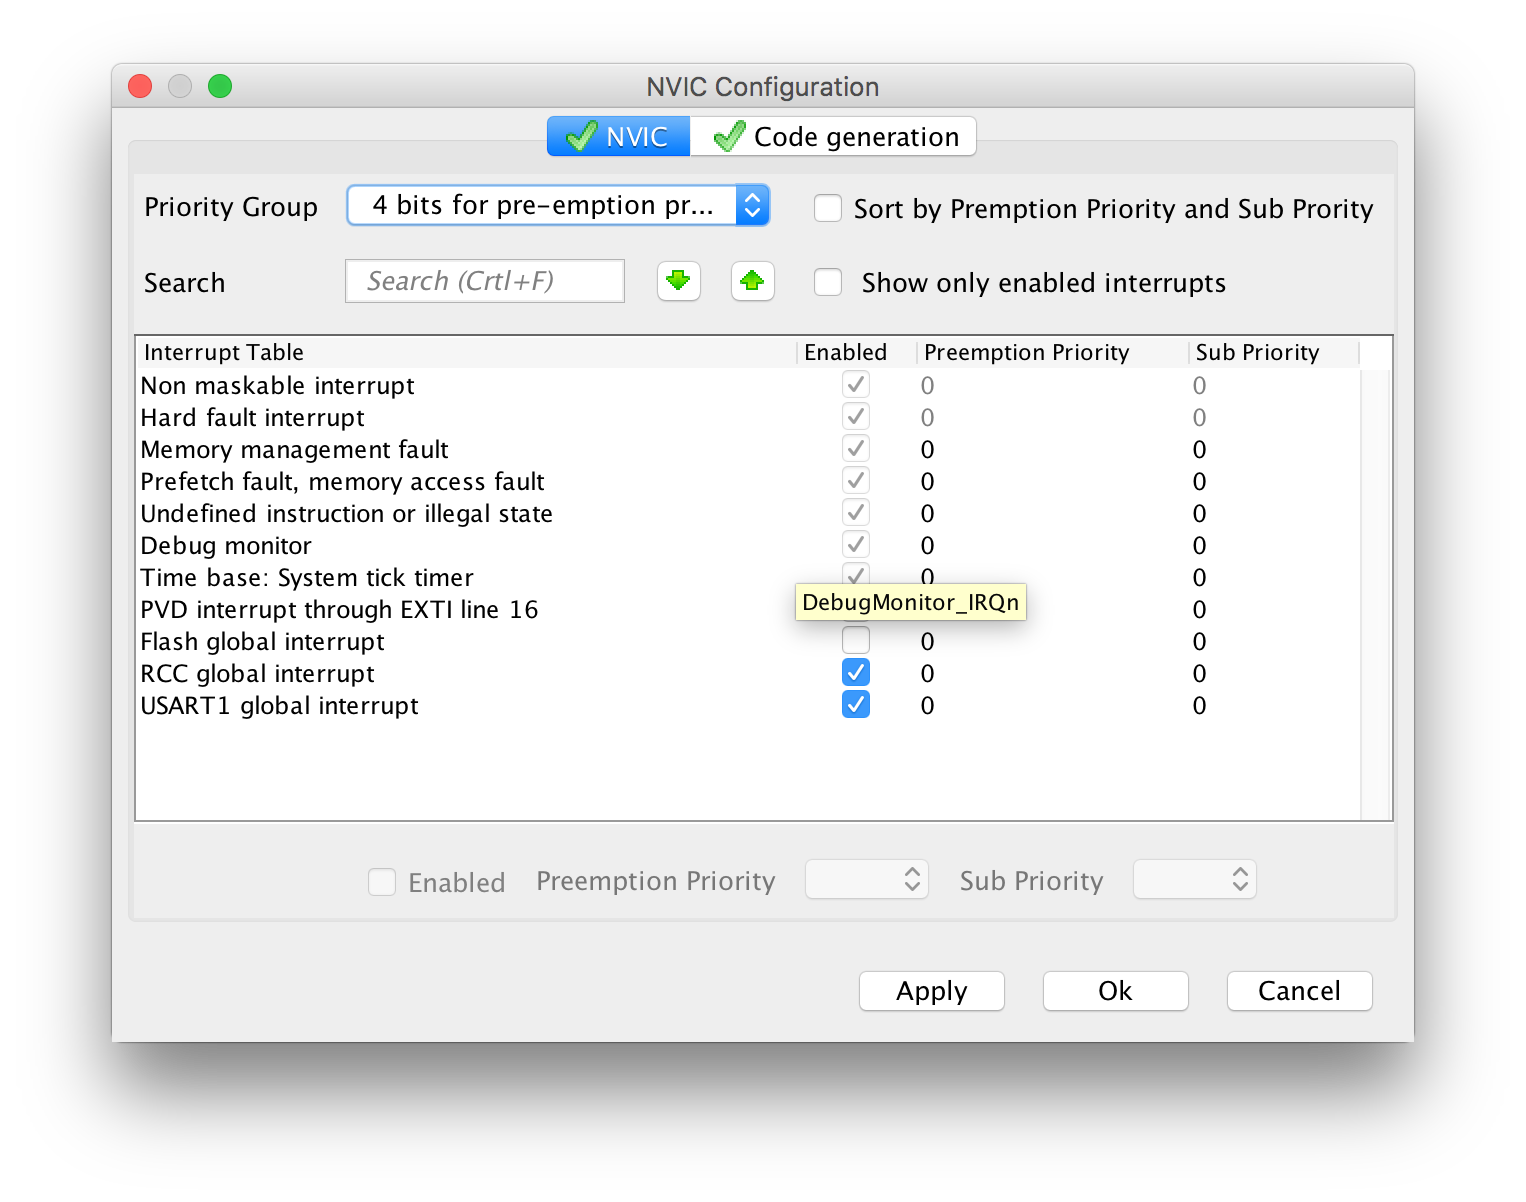 NVIC Configuration
NVIC Code generation
Priority Group 4 bits for pre-emption pr... Sort by Premption Priority and Sub Prority
Search Search (Crtl+F) Show only enabled interrupts
Interrupt Table Enabled Preemption Priority Sub Priority
Non maskable interrupt 0 0
Hard fault interrupt 0 0
Memory management fault 0 0
Prefetch fault, memory access fault 0 0
Undefined instruction or illegal state 0 0
Debug monitor 0 0
Time base: System tick timer 0 0
PVD interrupt through EXTI line 16 DebugMonitor_IRQn 0
Flash global interrupt 0 0
RCC global interrupt 0 0
USART1 global interrupt 0 0
Enabled Preemption Priority Sub Priority
Apply Ok Cancel